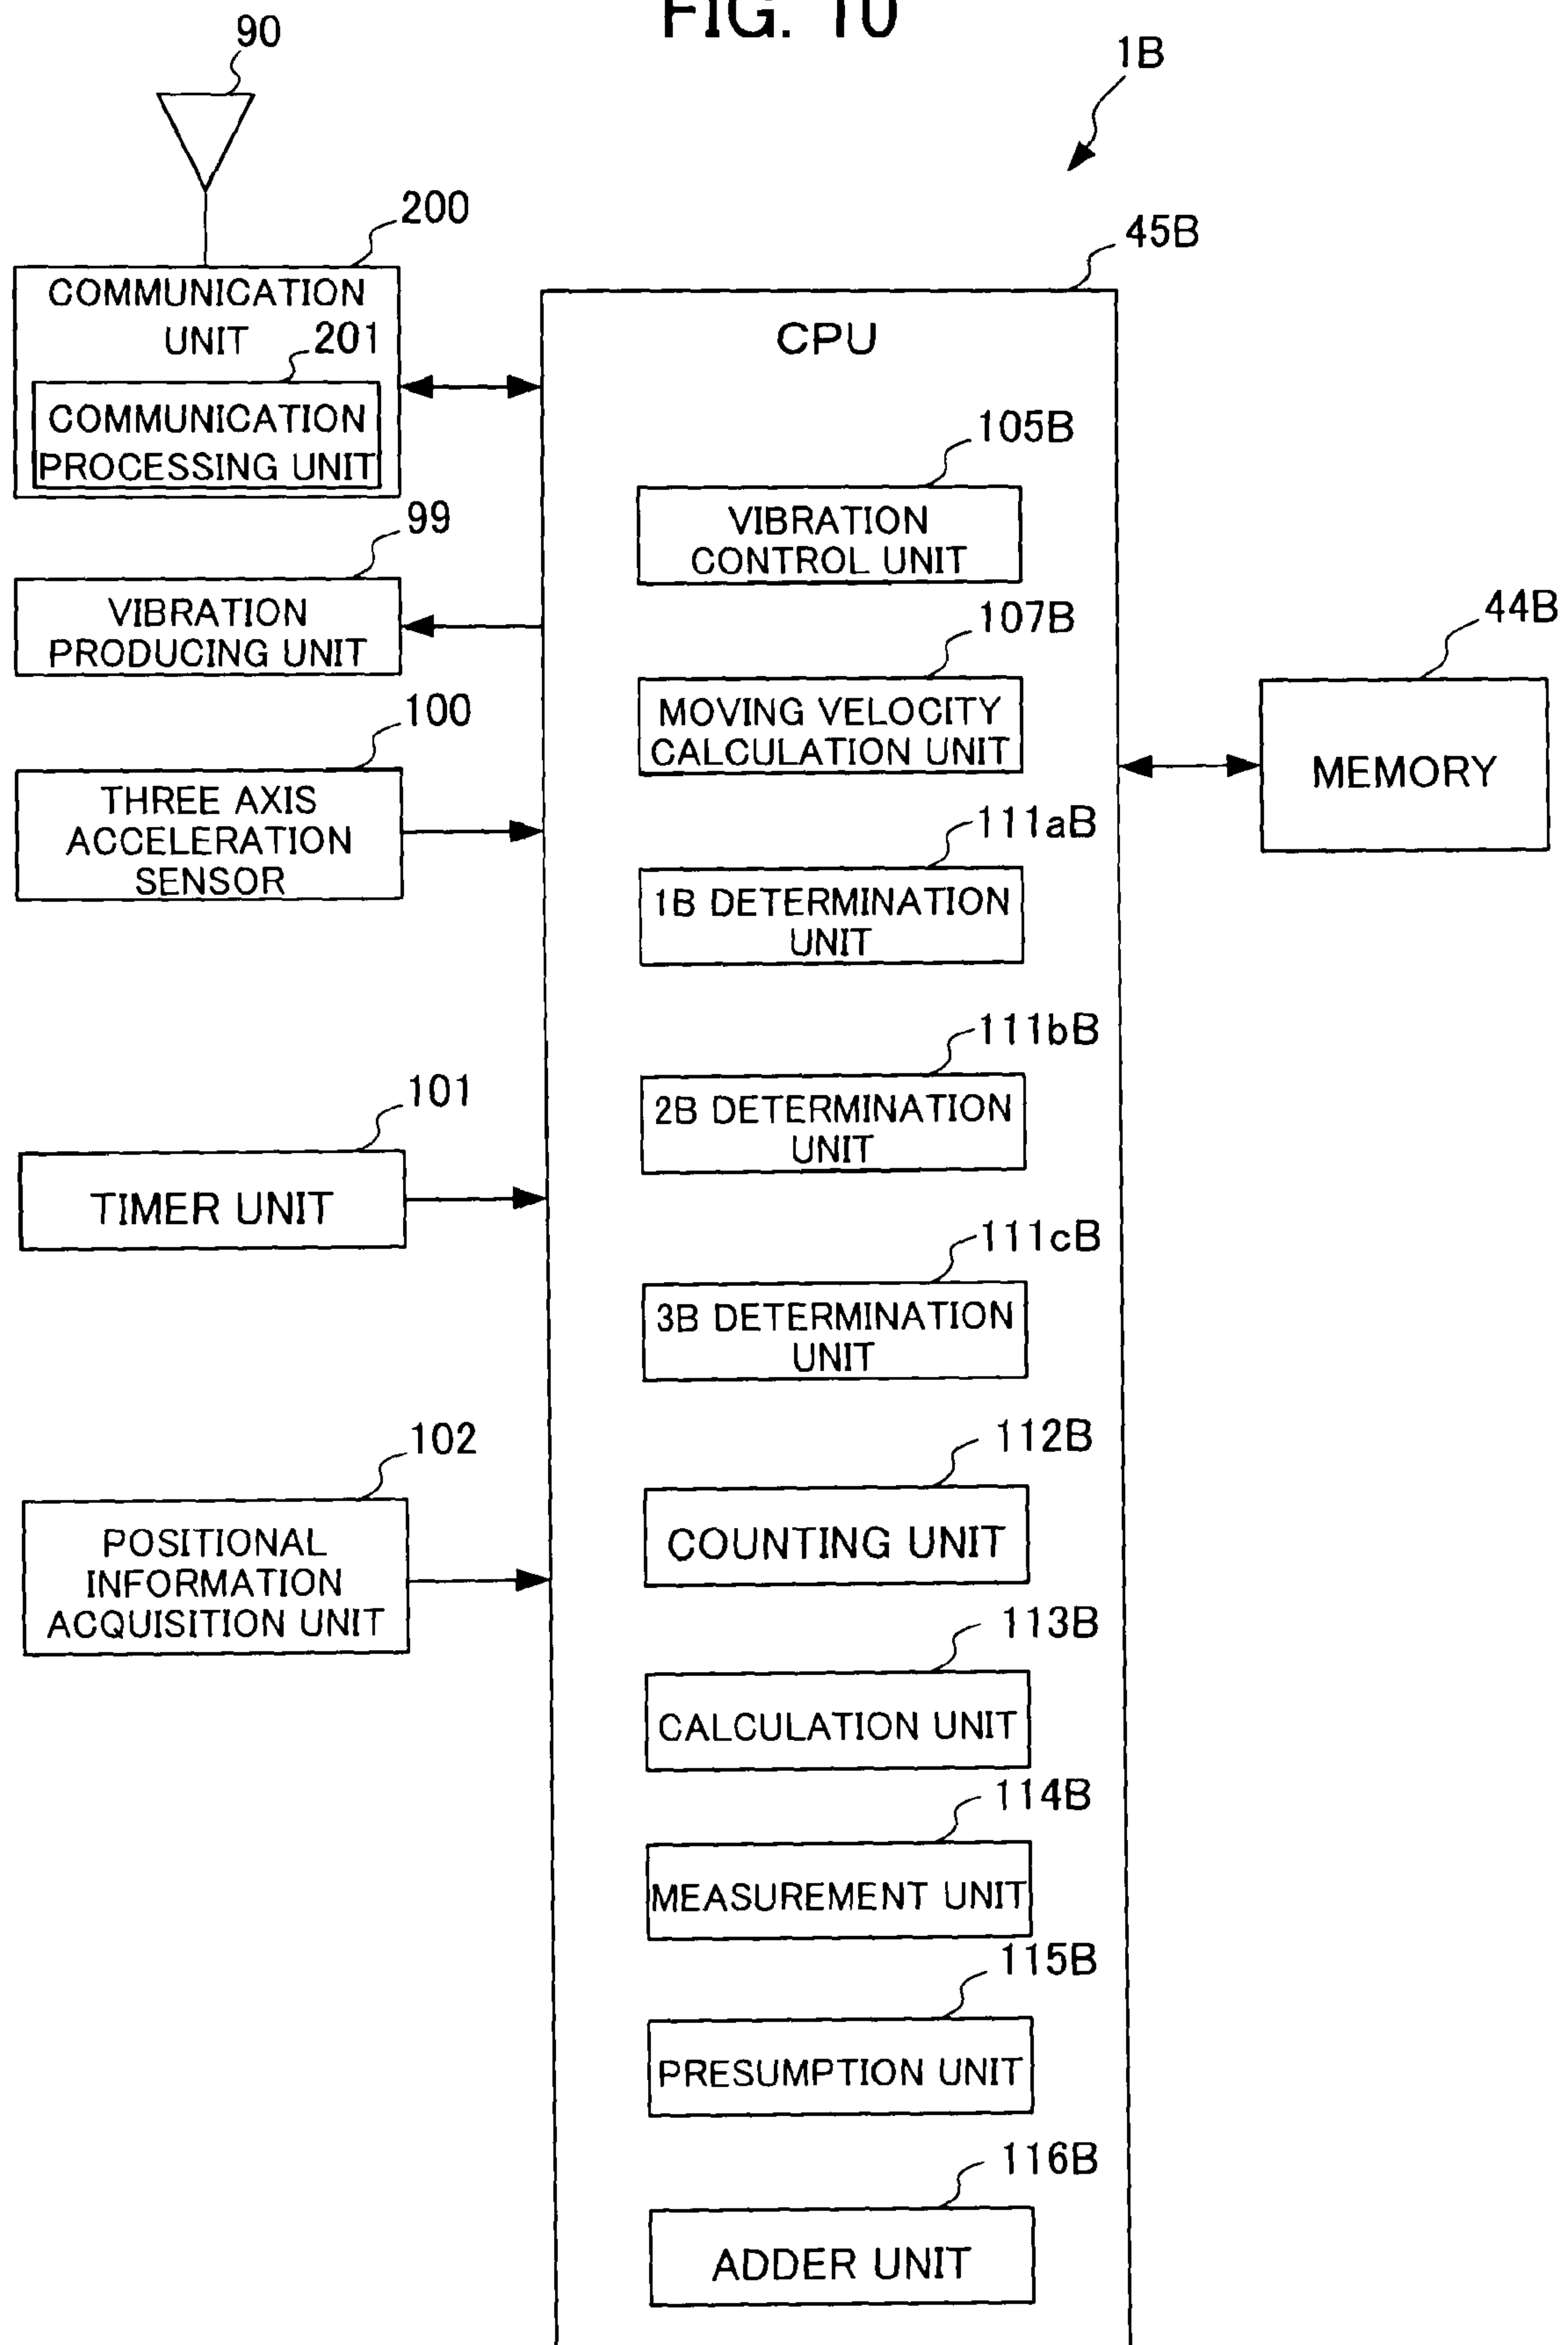 FIG. 10
90
1B
200
COMMUNICATION
UNIT
201
COMMUNICATION
PROCESSING UNIT
99
VIBRATION
PRODUCING UNIT
100
THREE AXIS
ACCELERATION
SENSOR
101
TIMER UNIT
102
POSITIONAL
INFORMATION
ACQUISITION UNIT
45B
CPU
105B
VIBRATION
CONTROL UNIT
107B
MOVING VELOCITY
CALCULATION UNIT
111aB
1B DETERMINATION
UNIT
111bB
2B DETERMINATION
UNIT
111cB
3B DETERMINATION
UNIT
112B
COUNTING UNIT
113B
CALCULATION UNIT
114B
MEASUREMENT UNIT
115B
PRESUMPTION UNIT
116B
ADDER UNIT
44B
MEMORY